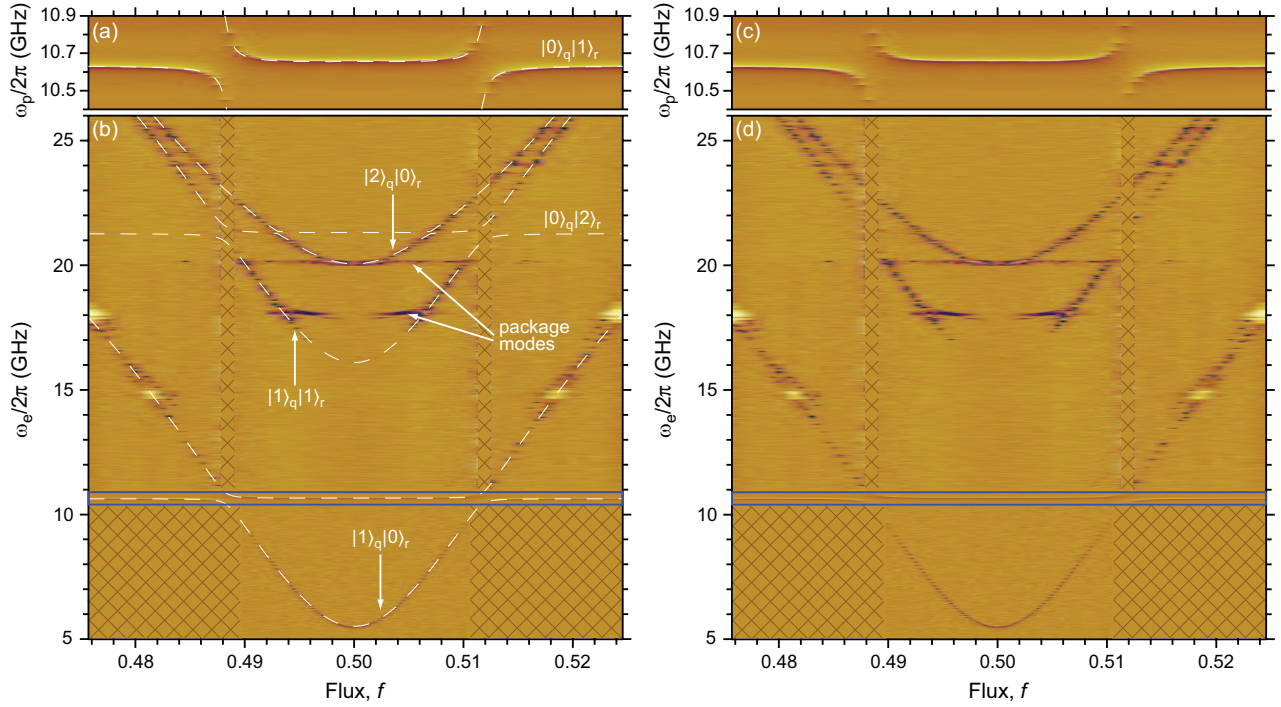 (a)
ωp/2π (GHz)
10.9
10.7
10.5
|0⟩q|1⟩r
(b)
ωe/2π (GHz)
25
20
15
10
5
|2⟩q|0⟩r
|0⟩q|2⟩r
package
modes
|1⟩q|1⟩r
|1⟩q|0⟩r
0.48
0.49
0.50
0.51
0.52
Flux, f
(c)
ωp/2π (GHz)
10.9
10.7
10.5
(d)
ωe/2π (GHz)
25
20
15
10
5
0.48
0.49
0.50
0.51
0.52
Flux, f